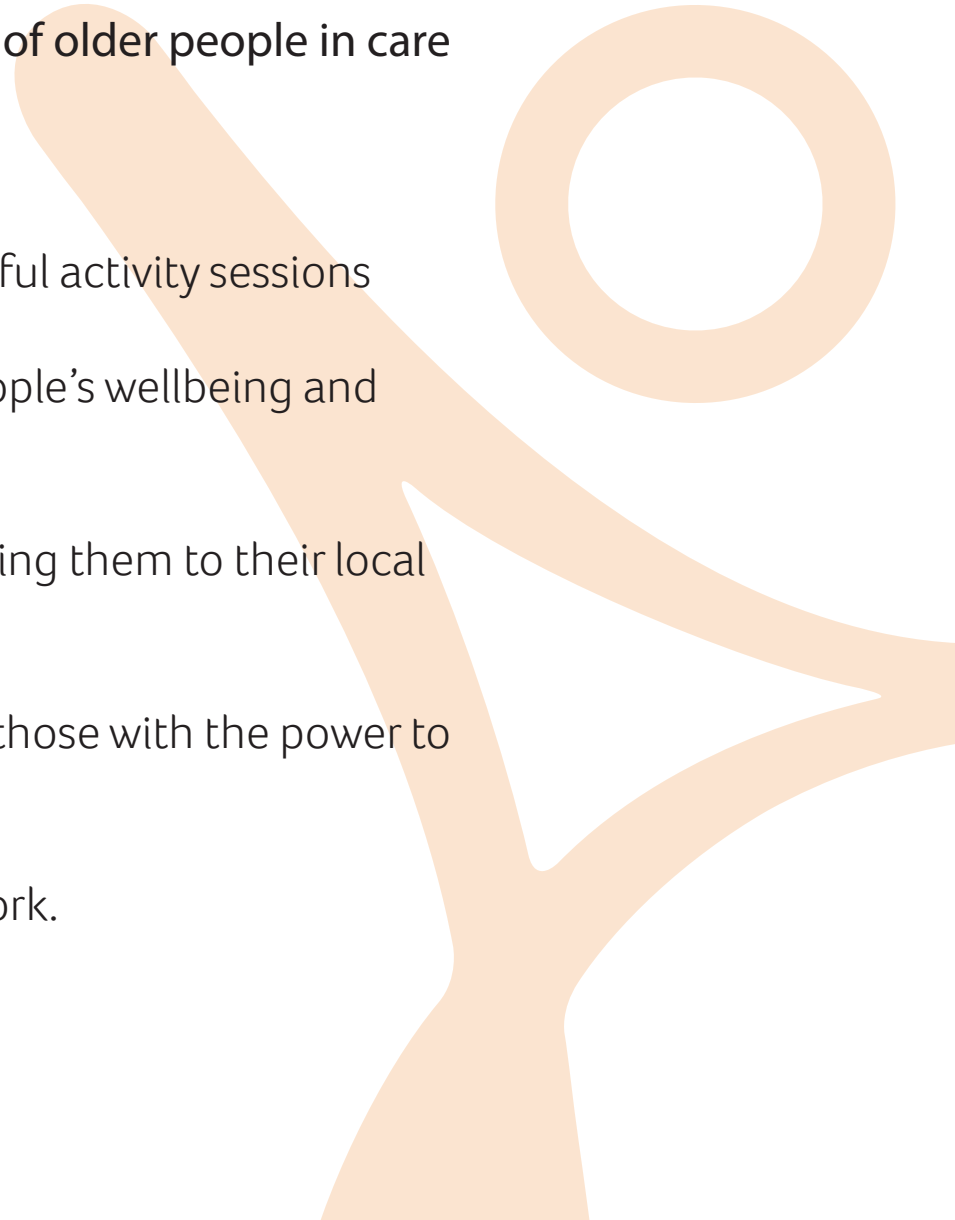 of older people in care
ful activity sessions
ople’s wellbeing and
ing them to their local
those with the power to
ork.